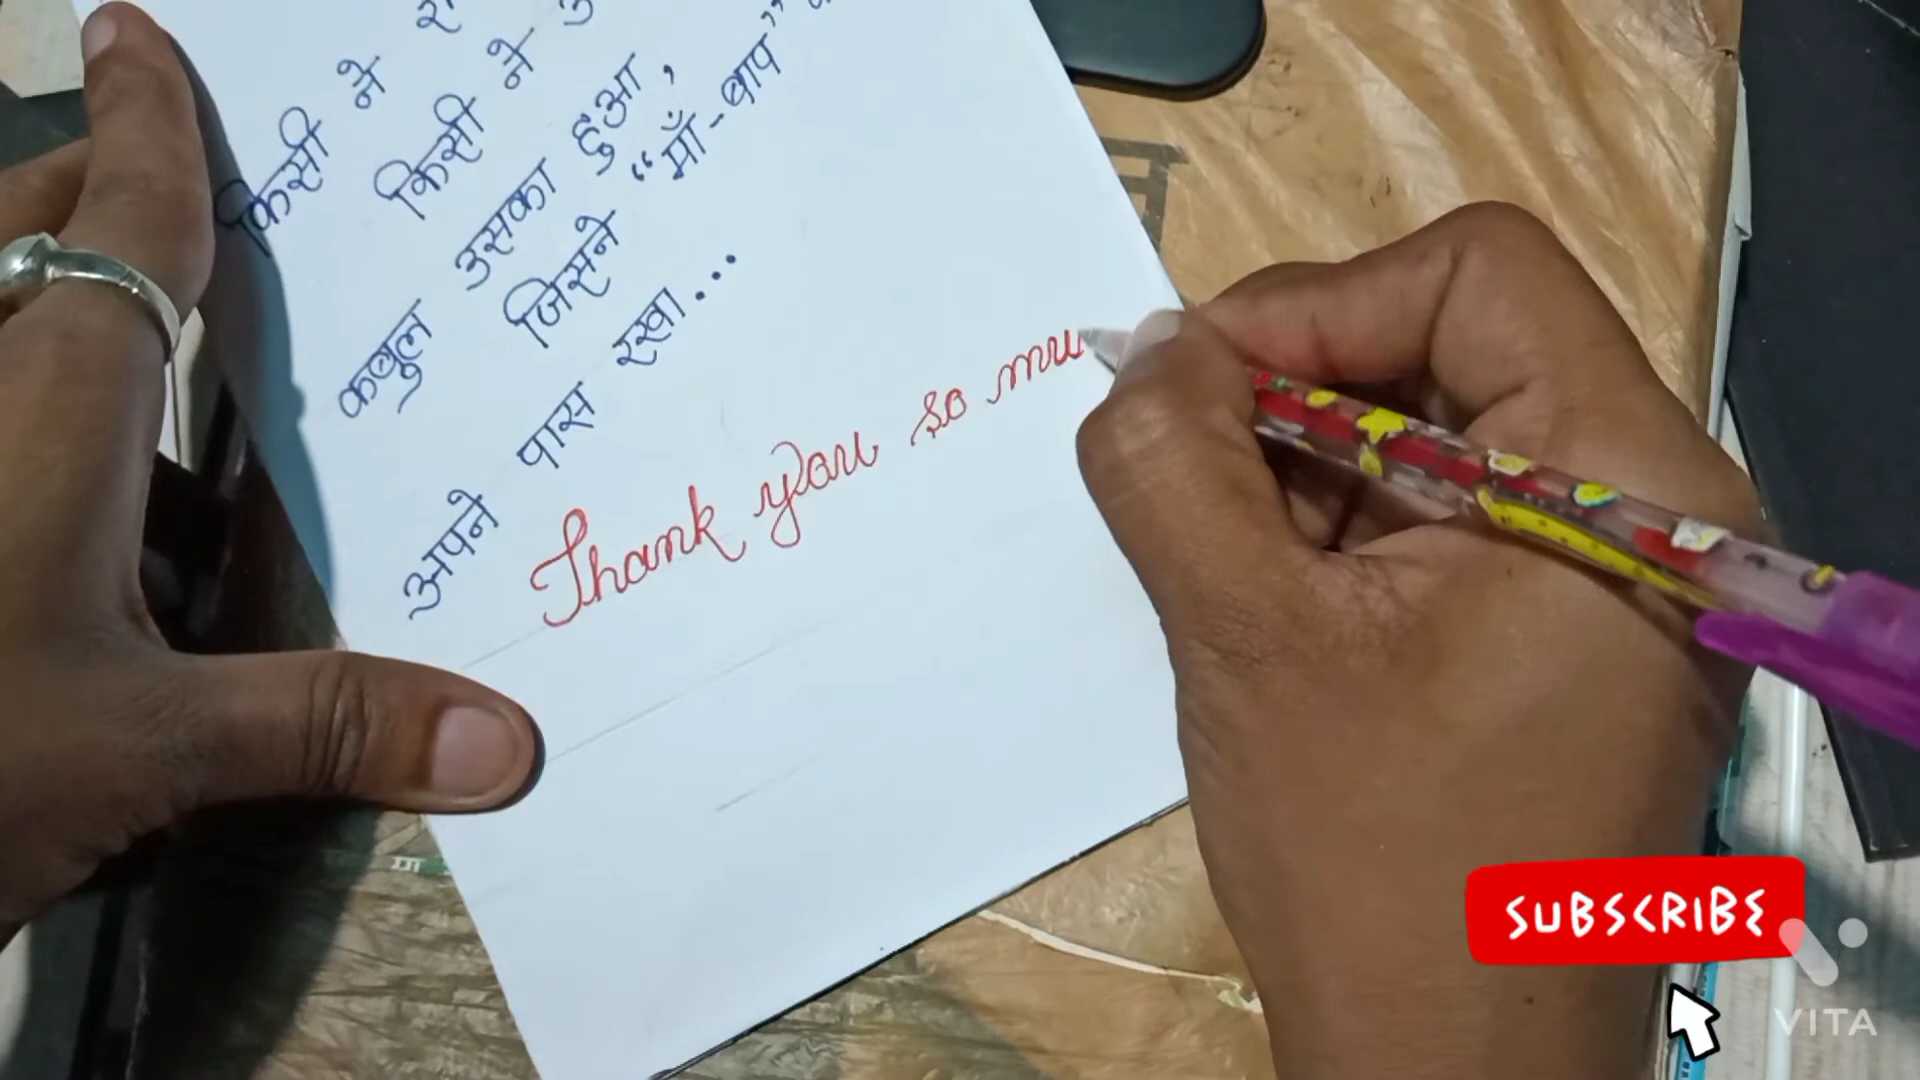 किसी ने
किसी ने
कबुल उसका हुआ,
जिसने “माँ-बाप”
अपने पास रखा...
Thank you so mu
SUBSCRIBE
VITA